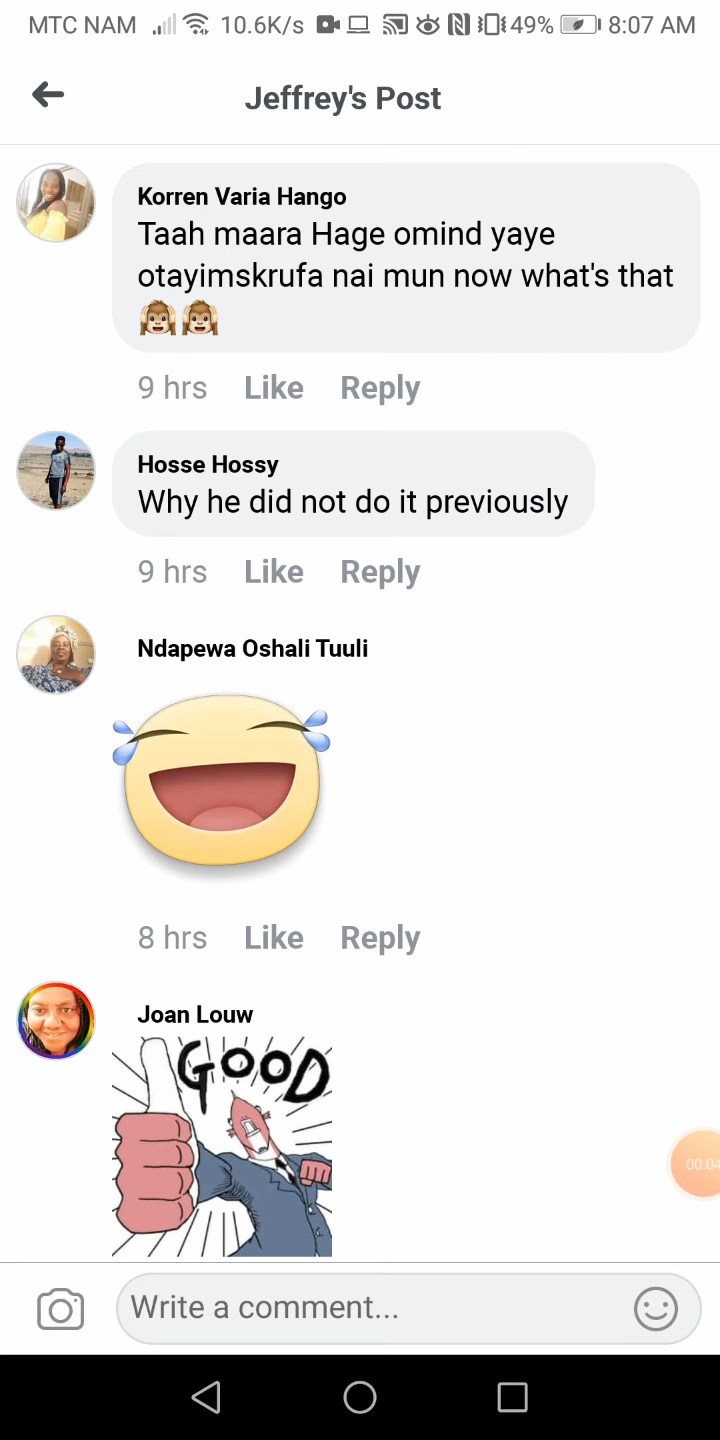 MTC NAM 10.6K/s 49% 8:07 AM
Jeffrey's Post
Korren Varia Hango
Taah maara Hage omind yaye
otayimskrufa nai mun now what's that
9 hrs Like Reply
Hosse Hossy
Why he did not do it previously
9 hrs Like Reply
Ndapewa Oshali Tuuli
8 hrs Like Reply
Joan Louw
GOOD
00:04
Write a comment...